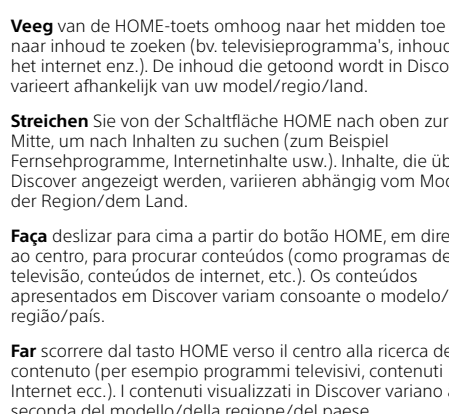 Veeg van de HOME-toets omhoog naar het midden toe
naar inhoud te zoeken (bv. televisieprogramma's,
het internet enz.). De inhoud die getoond wordt in
varieert afhankelijk van uw model/regio/land.
Streichen Sie von der Schaltfläche HOME nach oben zur
Mitte, um nach Inhalten zu suchen (zum Beispiel
Fernsehprogramme, Internetinhalte usw.). Inhalte, die
Discover angezeigt werden, variieren abhängig vom
der Region/dem Land.
Faça deslizar para cima a partir do botão HOME, em
ao centro, para procurar conteúdos (como programas de
televisão, conteúdos de internet, etc.). Os conteúdos
apresentados em Discover variam consoante o modelo/
região/país.
Far scorrere dal tasto HOME verso il centro alla ricerca
contenuto (per esempio programmi televisivi, contenuti
Internet ecc.). I contenuti visualizzati in Discover variano
seconda del modello/della regione/del paese.